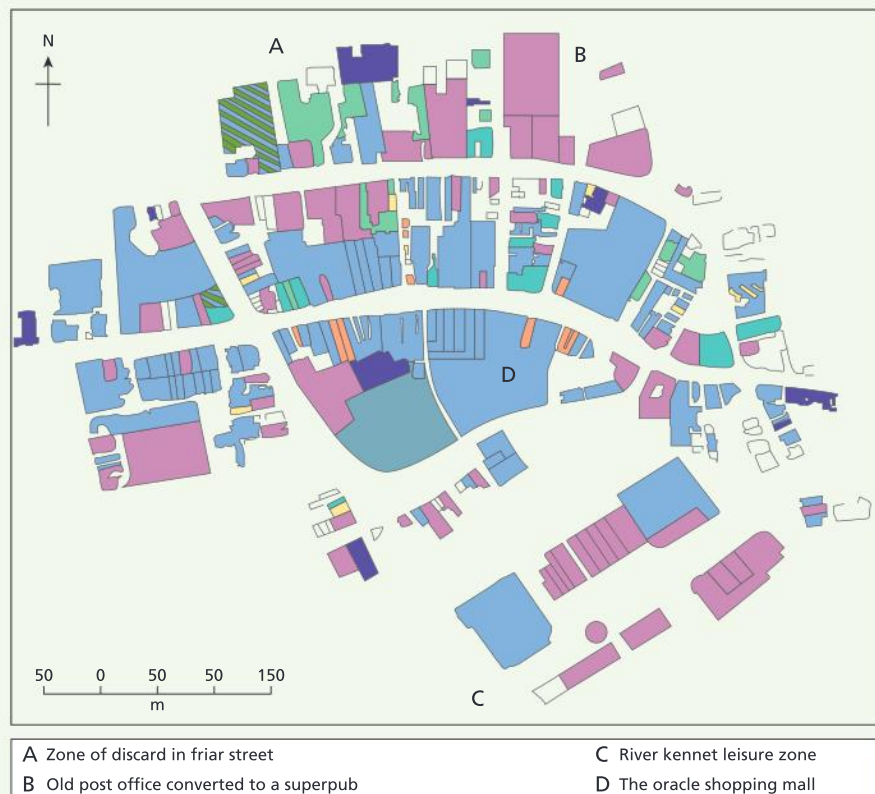 N
A
B
D
C
50 0 50 50 150
m
A Zone of discard in friar street
B Old post office converted to a superpub
C River kennet leisure zone
D The oracle shopping mall